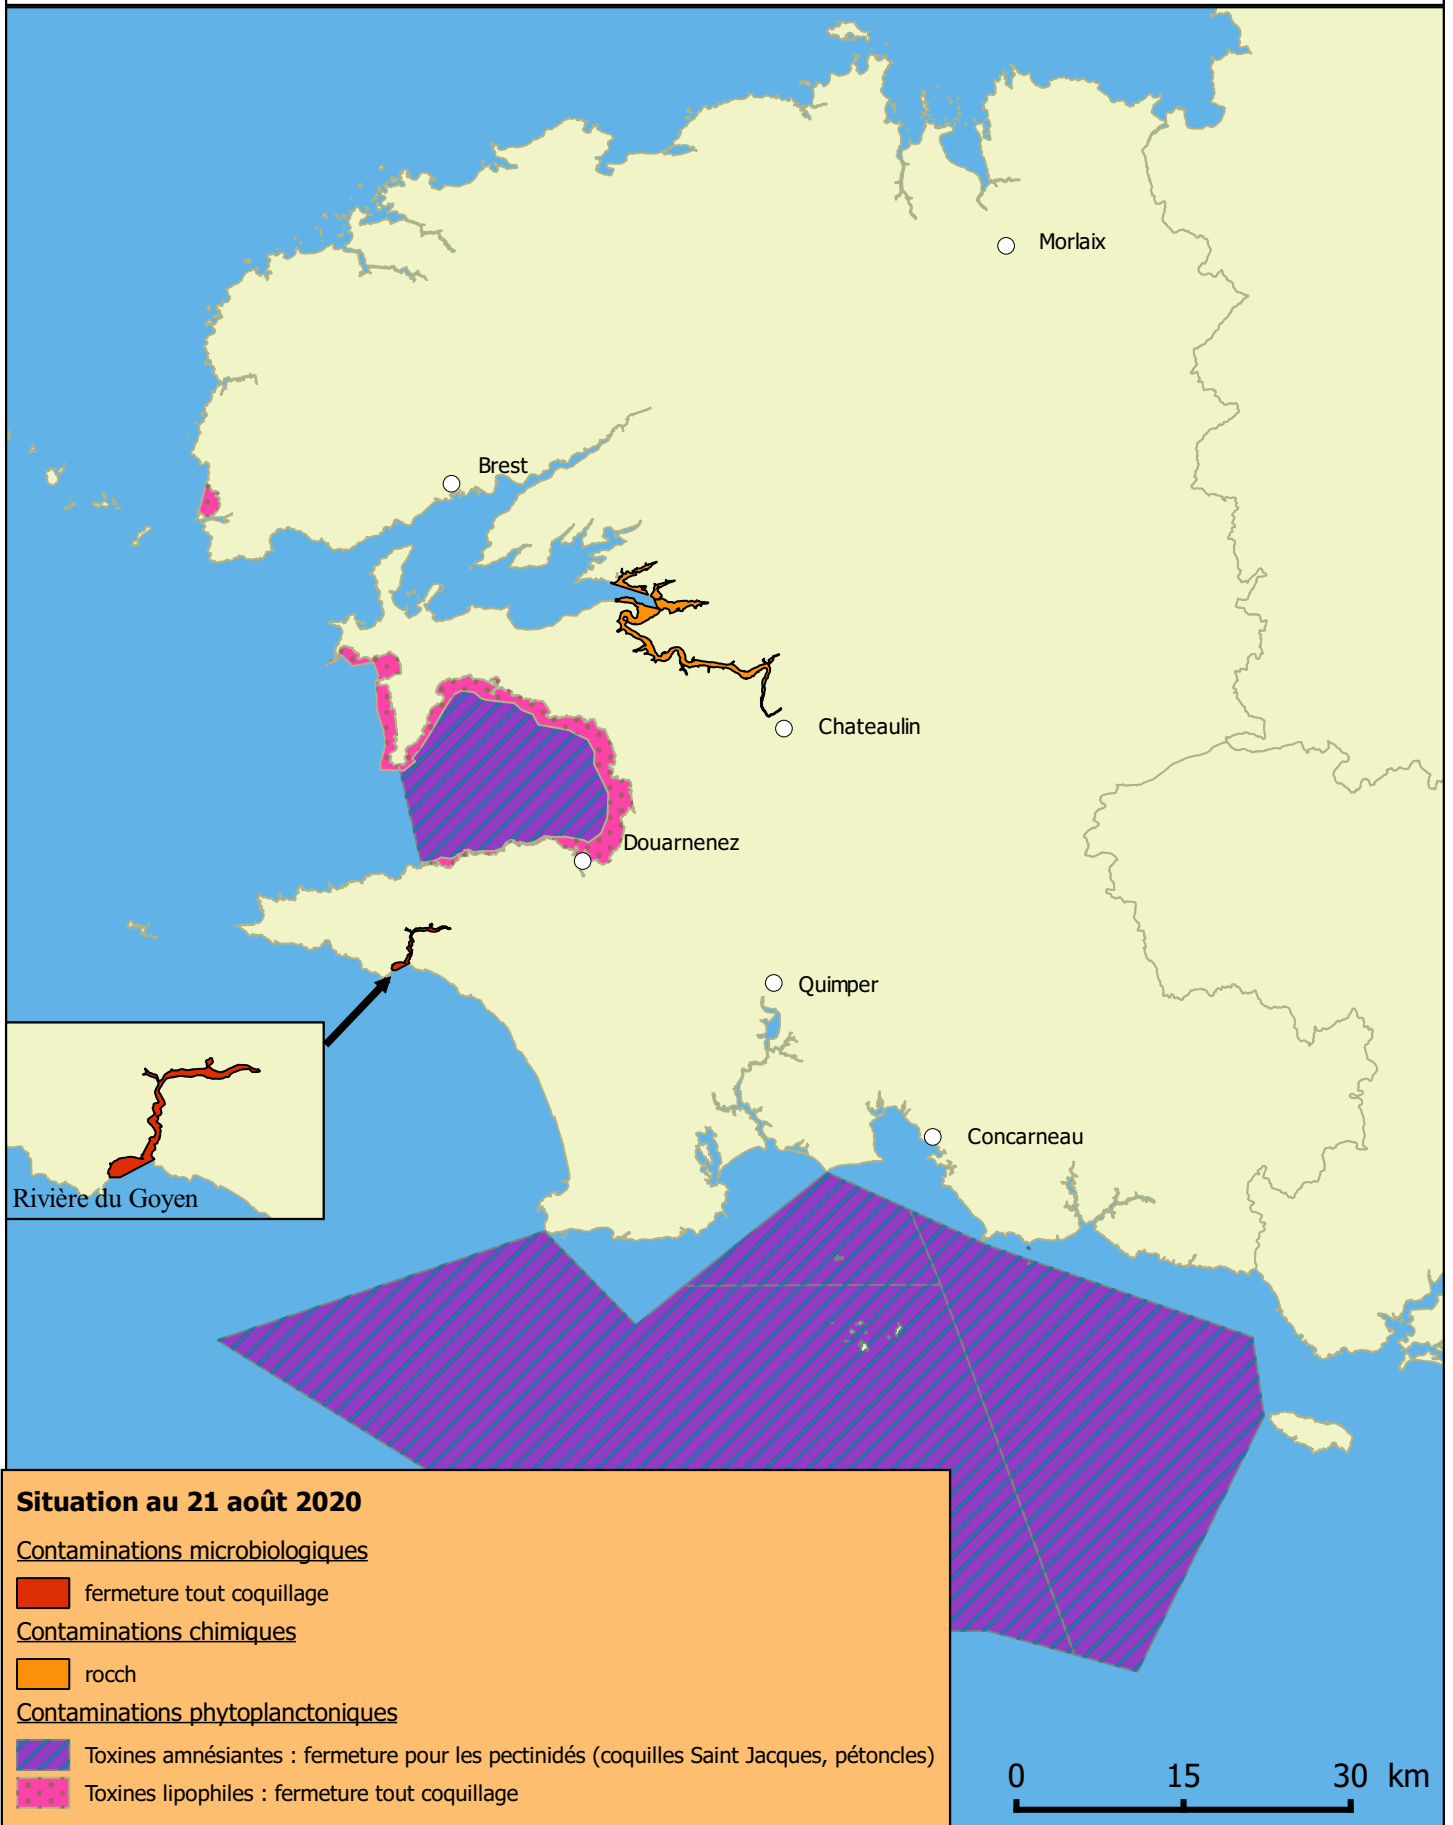 Morlaix
Brest
Chateaulin
Douarnenez
Quimper
Concarneau
Rivière du Goyen
Situation au 21 août 2020
Contaminations microbiologiques
fermeture tout coquillage
Contaminations chimiques
rocch
Contaminations phytoplanctoniques
Toxines amnésiantes : fermeture pour les pectinidés (coquilles Saint Jacques, pétoncles)
Toxines lipophiles : fermeture tout coquillage
0 15 30 km